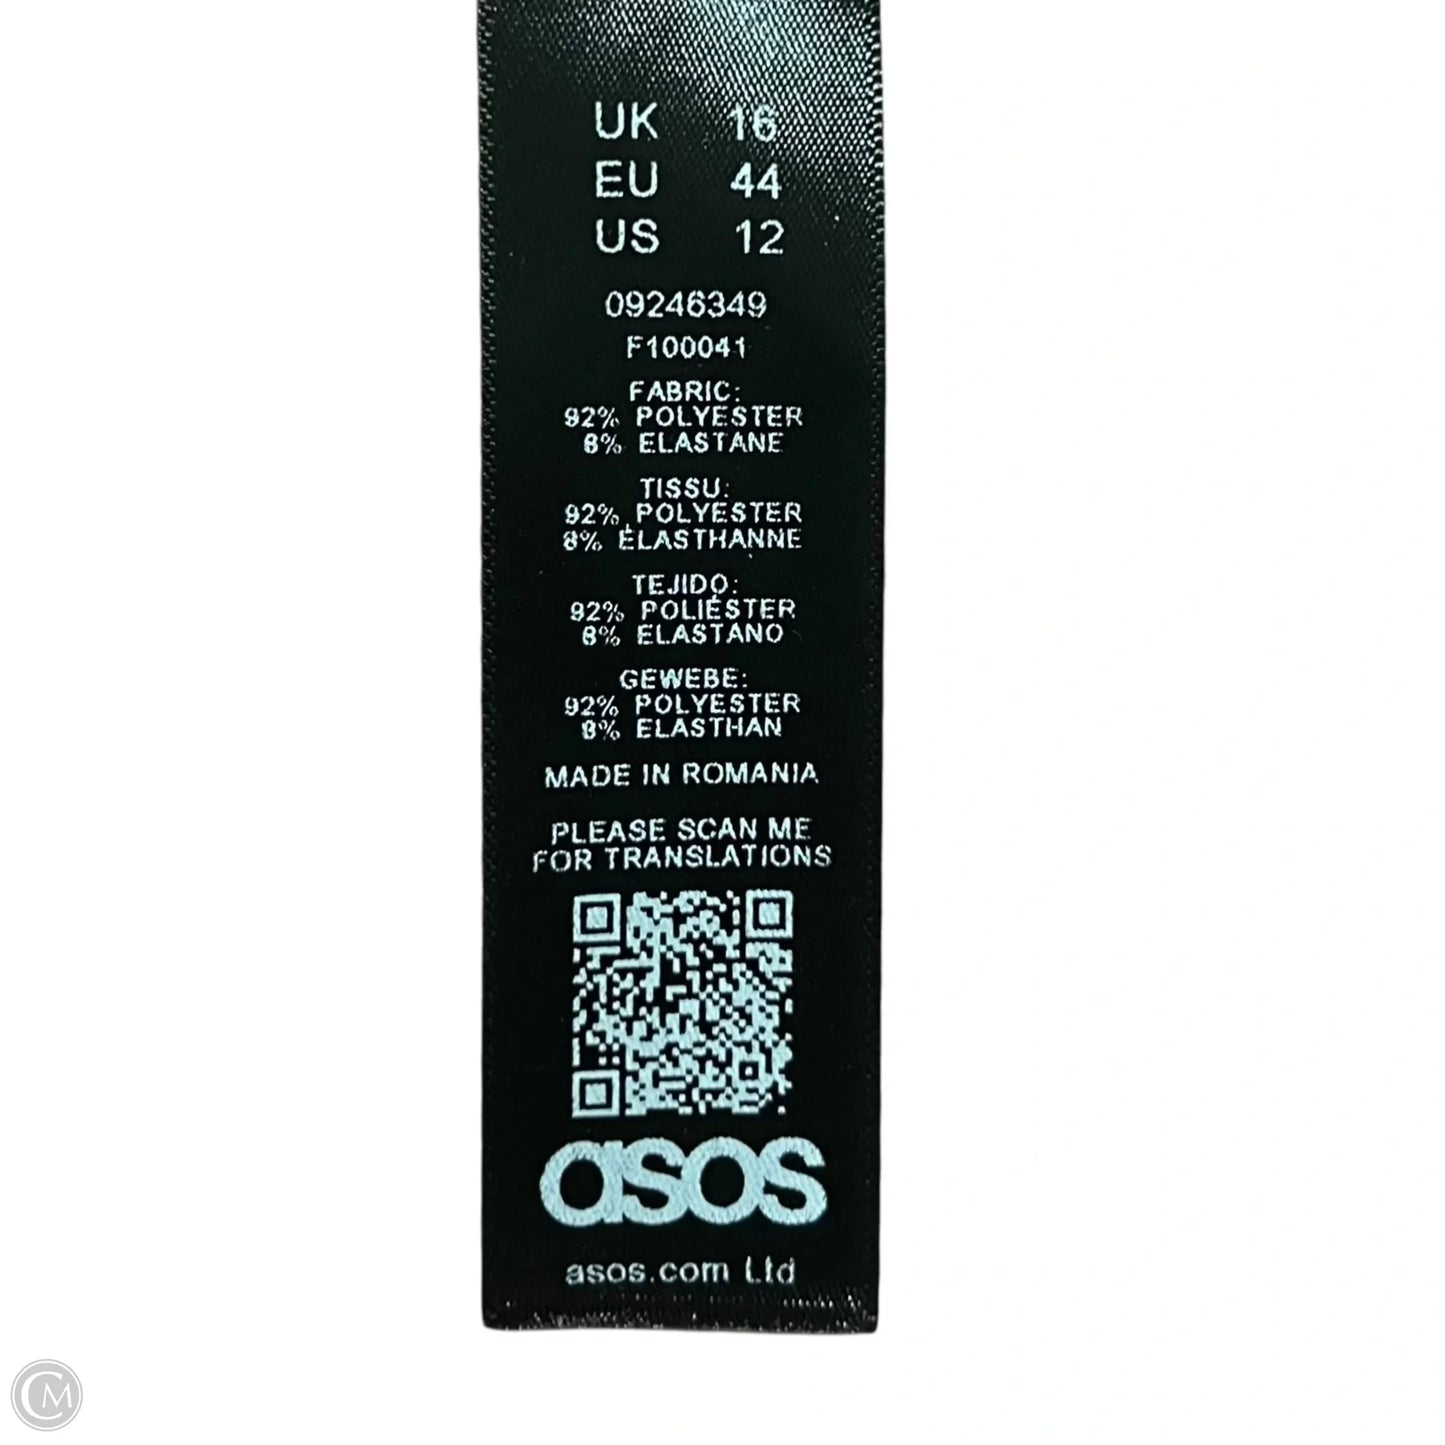 UK 16
EU 44
US 12
09246349
F100041
FABRIC:
92% POLYESTER
8% ELASTANE
TISSU:
92% POLYESTER
8% ÉLASTHANNE
TEJIDO:
92% POLIÉSTER
8% ELASTANO
GEWEBE:
92% POLYESTER
8% ELASTHAN
MADE IN ROMANIA
PLEASE SCAN ME
FOR TRANSLATIONS
asos
asos.com Ltd
CM